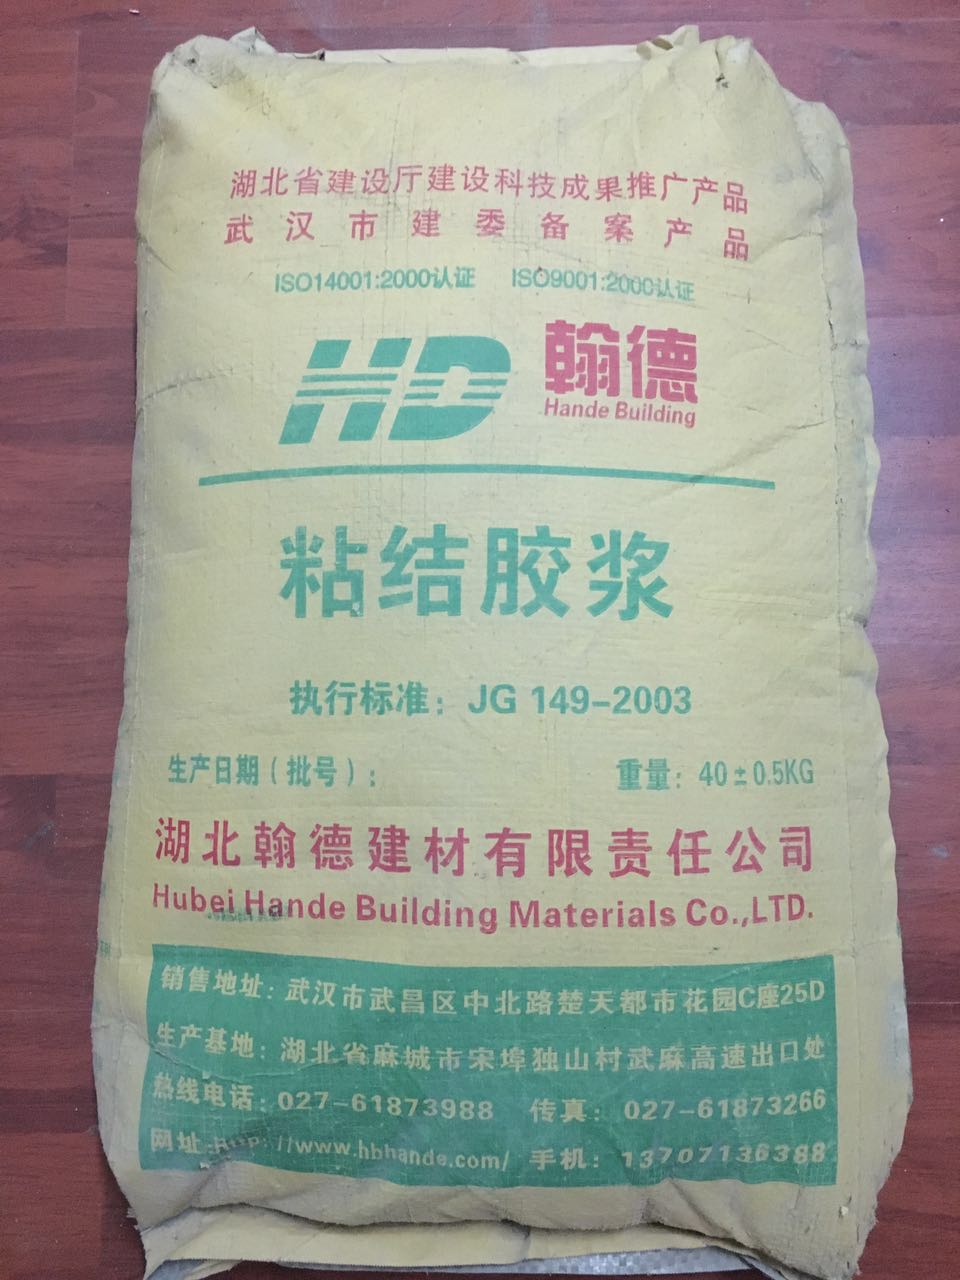 湖北省建设厅建设科技成果推广产品
武汉市建委备案产品
ISO14001:2000认证 ISO9001:2000认证
HD 翰德
Hande Building
粘结胶浆
执行标准：JG 149-2003
生产日期（批号）： 重量：40±0.5KG
湖北翰德建材有限责任公司
Hubei Hande Building Materials Co.,LTD.
销售地址：武汉市武昌区中北路楚天都市花园C座25D
生产基地：湖北省麻城市宋埠独山村武麻高速出口处
热线电话：027-61873988 传真：027-61873266
网址:Http://www.hbhande.com/ 手机：13707136388